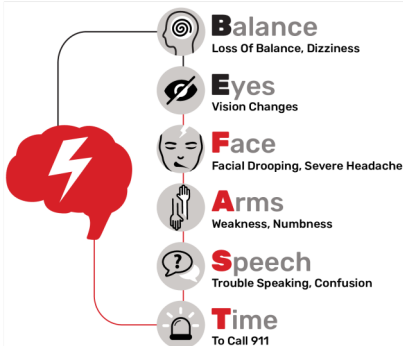 Balance
Loss Of Balance, Dizziness
Eyes
Vision Changes
Face
Facial Drooping, Severe Headache
Arms
Weakness, Numbness
?
Speech
Trouble Speaking, Confusion
Time
To Call 911